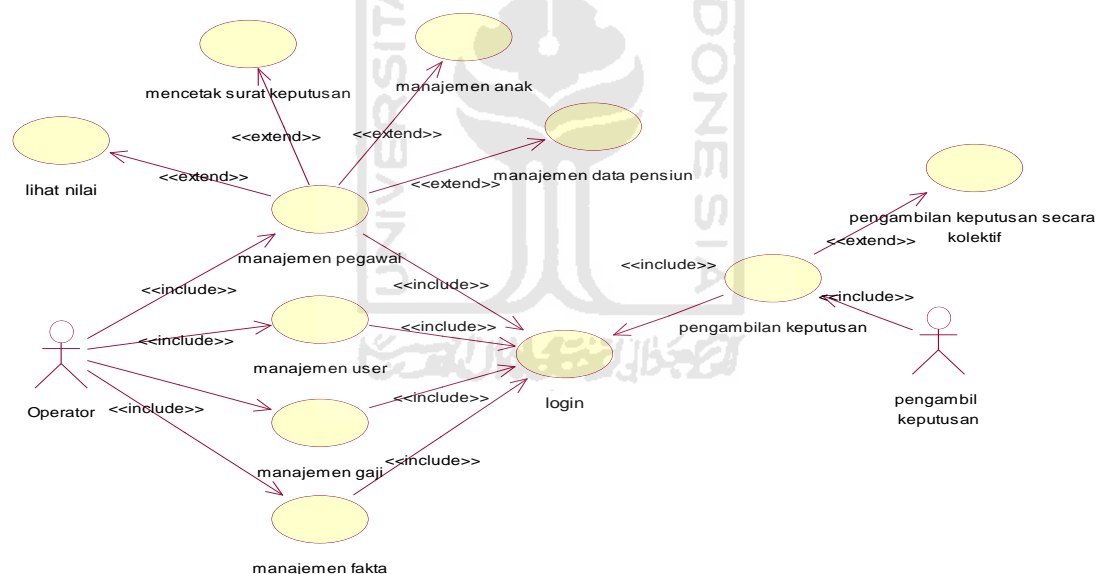 mencetak surat keputusan
manajemen anak
<<extend>>
<<extend>>
lihat nilai
<<extend>>
<<extend>>
manajemen data pensiun
pengambilan keputusan secara
kolektif
<<extend>>
manajemen pegawai
<<include>>
<<include>>
<<include>>
<<include>>
pengambilan keputusan
<<include>>
<<include>>
manajemen user
Operator
<<include>>
<<include>>
login
pengambil
keputusan
manajemen gaji
<<include>>
manajemen fakta
UNIVERSITA
INDONESIA